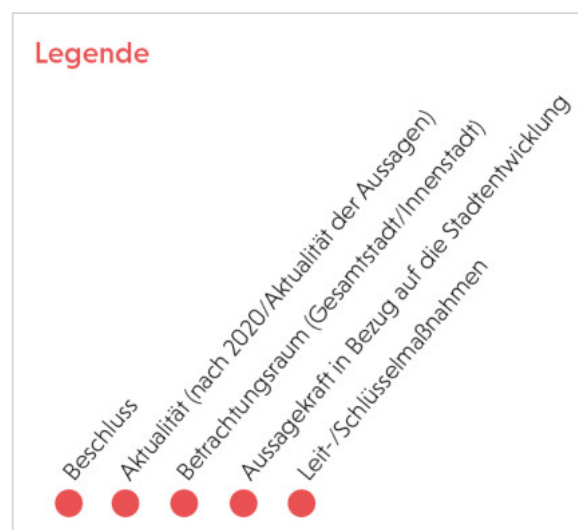 Legende
Beschluss
Aktualität (nach 2020/Aktualität der Aussagen)
Betrachtungsraum (Gesamtstadt/Innenstadt)
Aussagekraft in Bezug auf die Stadtentwicklung
Leit-/Schlüsselmaßnahmen